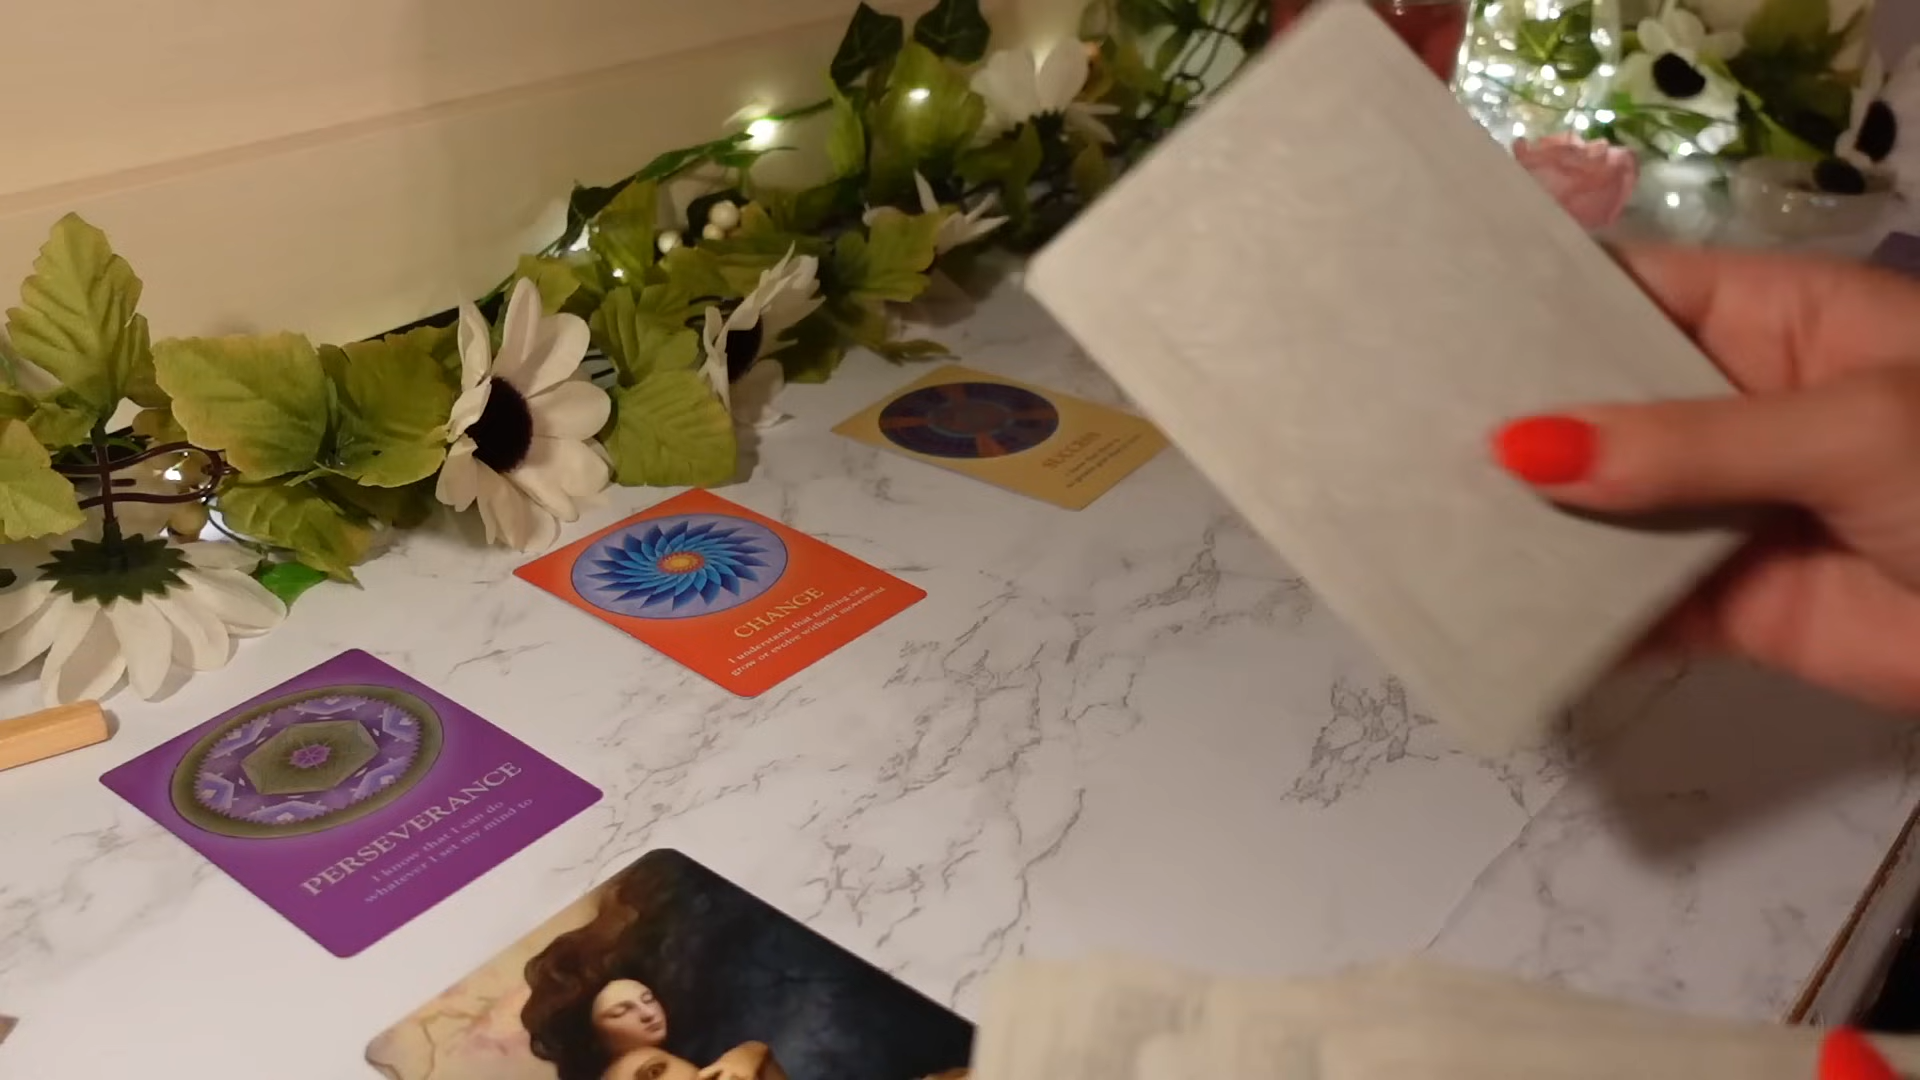 SUCCESS
CHANGE
I understand that nothing can
grow or evolve without movement
PERSEVERANCE
I know that I can do
whatever I set my mind to